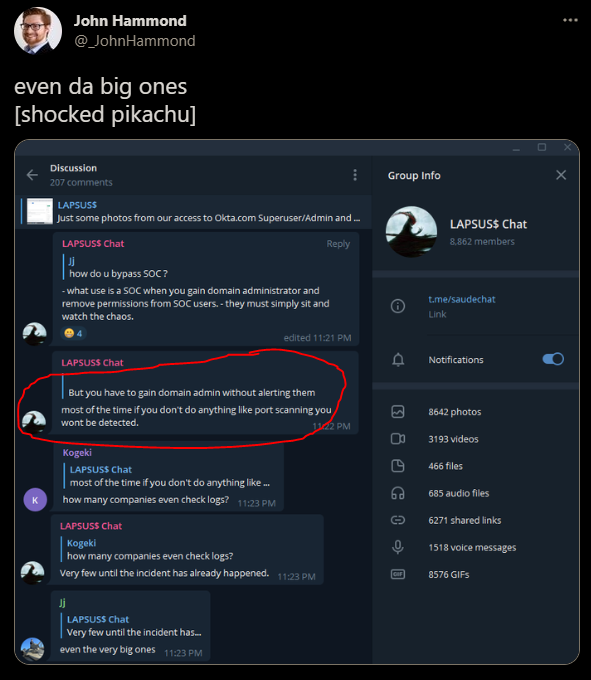 John Hammond
@_JohnHammond
even da big ones
[shocked pikachu]
Discussion
207 comments
LAPSUS$
Just some photos from our access to Okta.com Superuser/Admin and ...
LAPSUS$ Chat
Reply
Jj
how do u bypass SOC ?
- what use is a SOC when you gain domain administrator and
remove permissions from SOC users. - they must simply sit and
watch the chaos.
4
edited 11:21 PM
LAPSUS$ Chat
But you have to gain domain admin without alerting them
most of the time if you don't do anything like port scanning you
wont be detected.
11:22 PM
Kogeki
LAPSUS$ Chat
most of the time if you don't do anything like ...
K
how many companies even check logs?
11:23 PM
LAPSUS$ Chat
Kogeki
how many companies even check logs?
Very few until the incident has already happened.
11:23 PM
Jj
LAPSUS$ Chat
Very few until the incident has...
even the very big ones
11:23 PM
Group Info
LAPSUS$ Chat
8,862 members
t.me/saudechat
Link
Notifications
8642 photos
3193 videos
466 files
685 audio files
6271 shared links
1518 voice messages
GIF
8576 GIFs